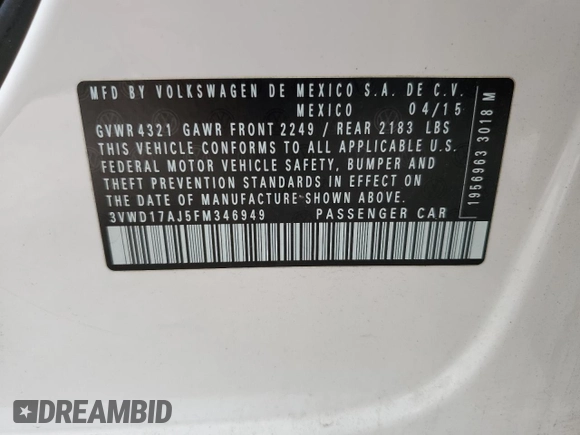 MFD BY VOLKSWAGEN DE MEXICO S.A. DE C.V.
MEXICO 04/15
GVWR 4321 GAWR FRONT 2249 / REAR 2183 LBS
THIS VEHICLE CONFORMS TO ALL APPLICABLE U.S.
FEDERAL MOTOR VEHICLE SAFETY, BUMPER AND
THEFT PREVENTION STANDARDS IN EFFECT ON
THE DATE OF MANUFACTURE SHOWN ABOVE.
3VWD17AJ5FM346949 PASSENGER CAR
1956963 3018 M
DREAMBID